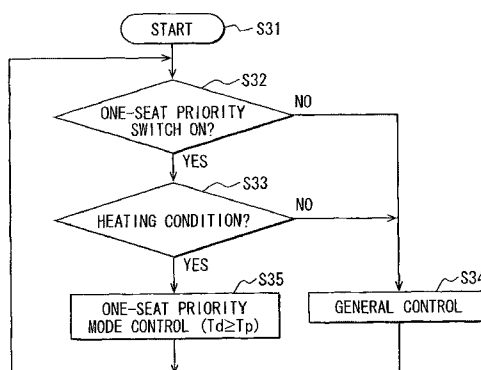 START
S31
S32
ONE-SEAT PRIORITY
SWITCH ON?
NO
YES
S33
HEATING CONDITION?
NO
YES
S35
ONE-SEAT PRIORITY
MODE CONTROL (Td≥Tp)
S34
GENERAL CONTROL